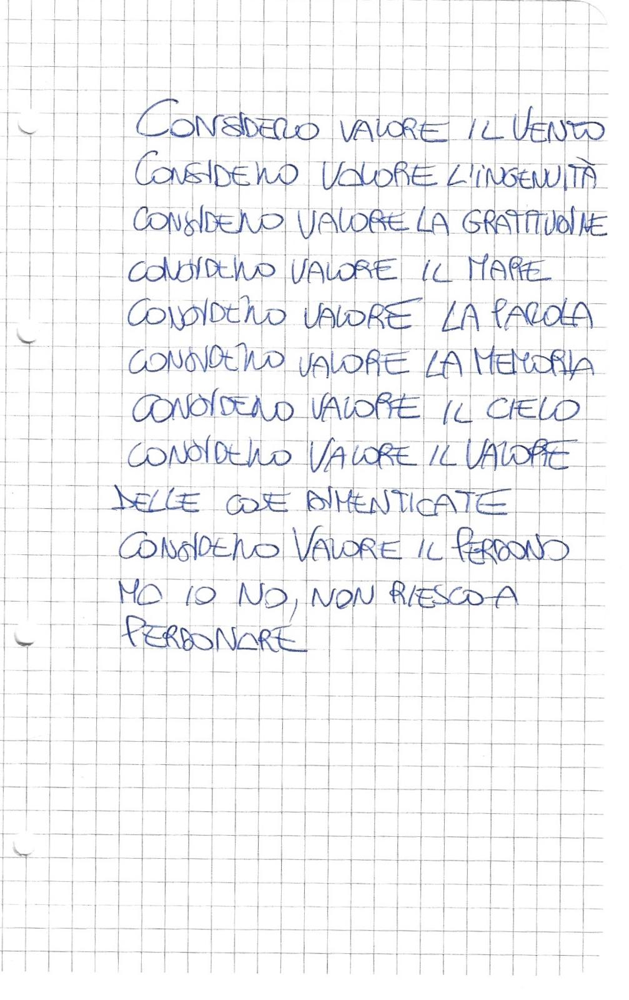 CONSIDERO VALORE IL VENTO
CONSIDERO VALORE L'INGENUITÀ
CONSIDERO VALORE LA GRATITUDINE
CONSIDERO VALORE IL MARE
CONSIDERO VALORE LA PAROLA
CONSIDERO VALORE LA MEMORIA
CONSIDERO VALORE IL CIELO
CONSIDERO VALORE IL VALORE
DELLE COSE DIMENTICATE
CONSIDERO VALORE IL PERDONO
MA IO NO, NON RIESCO A
PERDONARE